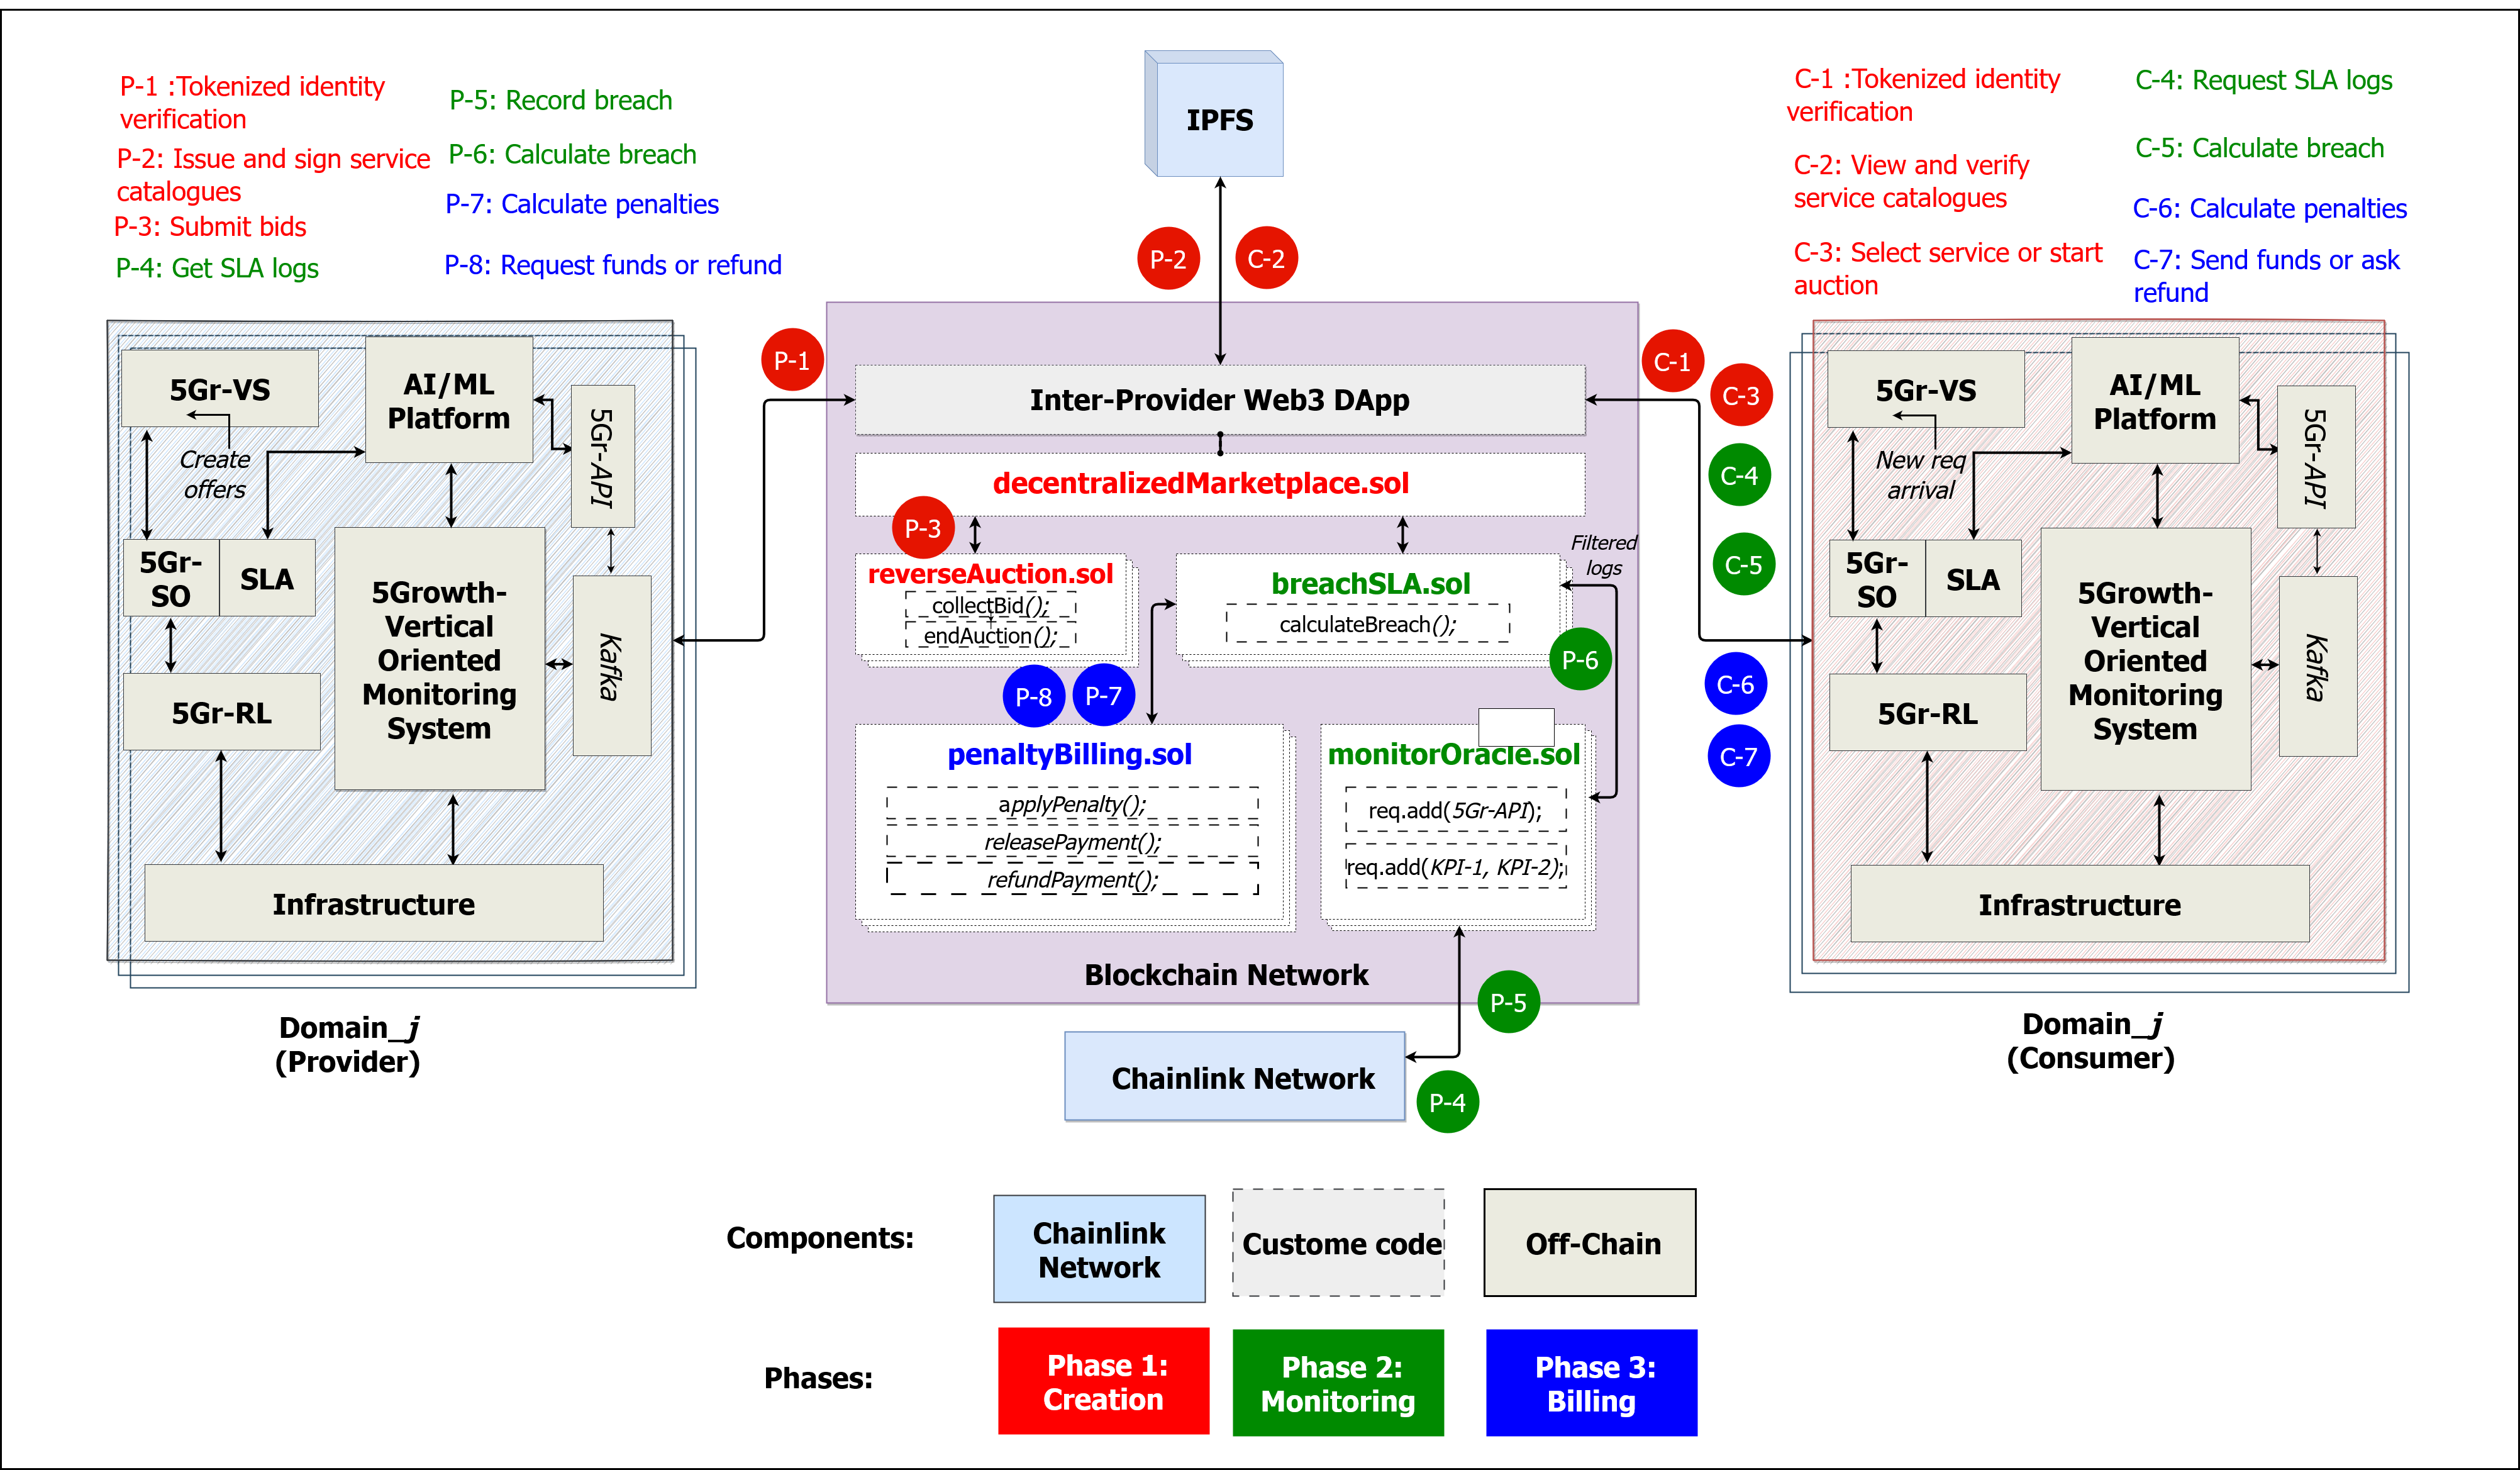 P-1 :Tokenized identity
verification
P-2: Issue and sign service
catalogues
P-3: Submit bids
P-4: Get SLA logs
P-5: Record breach
P-6: Calculate breach
P-7: Calculate penalties
P-8: Request funds or refund
IPFS
C-1 :Tokenized identity
verification
C-2: View and verify
service catalogues
C-3: Select service or start
auction
C-4: Request SLA logs
C-5: Calculate breach
C-6: Calculate penalties
C-7: Send funds or ask
refund
P-2
C-2
5Gr-VS
Create
offers
AI/ML
Platform
5Gr-API
5Gr-
SO
SLA
5Growth-
Vertical
Oriented
Monitoring
System
Kafka
5Gr-RL
Infrastructure
Domain_j
(Provider)
P-1
Inter-Provider Web3 DApp
decentralizedMarketplace.sol
P-3
reverseAuction.sol
collectBid();
endAuction();
breachSLA.sol
calculateBreach();
Filtered
logs
P-6
P-8
P-7
penaltyBilling.sol
applyPenalty();
releasePayment();
refundPayment();
monitorOracle.sol
req.add(5Gr-API);
req.add(KPI-1, KPI-2);
Blockchain Network
P-5
Chainlink Network
P-4
C-1
C-3
C-4
C-5
C-6
C-7
5Gr-VS
New req
arrival
AI/ML
Platform
5Gr-API
5Gr-
SO
SLA
5Growth-
Vertical
Oriented
Monitoring
System
Kafka
5Gr-RL
Infrastructure
Domain_j
(Consumer)
Components:
Chainlink
Network
Custome code
Off-Chain
Phases:
Phase 1:
Creation
Phase 2:
Monitoring
Phase 3:
Billing